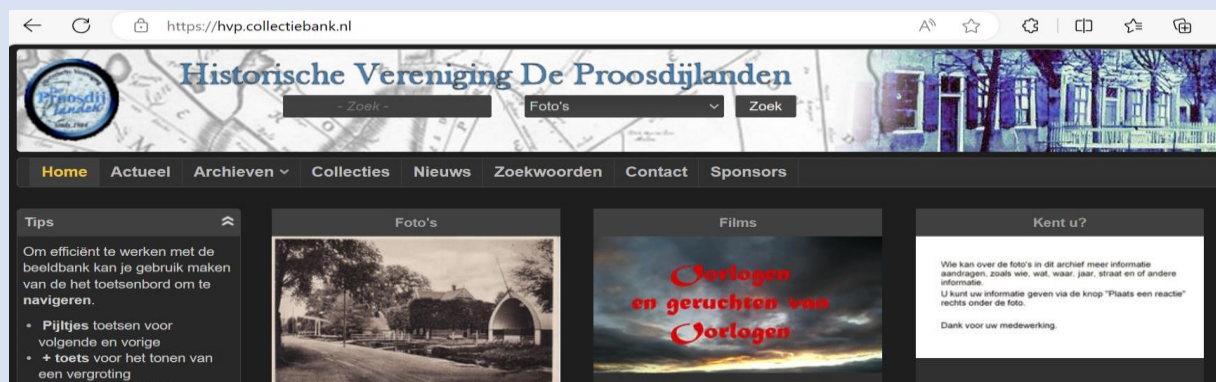 https://hvp.collectiebank.nl
Historische Vereniging De Proosdijlanden
Proosdij
landen
sinds 1984
- Zoek -
Foto's
Zoek
Home Actueel Archieven Collecties Nieuws Zoekwoorden Contact Sponsors
Tips
Om efficiënt te werken met de
beeldbank kan je gebruik maken
van de het toetsenbord om te
navigeren.
• Pijltjes toetsen voor
volgende en vorige
• + toets voor het tonen van
een vergroting
Foto's
Films
Oorlogen
en geruchten van
Oorlogen
Kent u?
Wie kan over de foto's in dit archief meer informatie
aandragen, zoals wie, wat, waar, jaar, straat en of andere
informatie.
U kunt uw informatie geven via de knop "Plaats een reactie"
rechts onder de foto.
Dank voor uw medewerking.